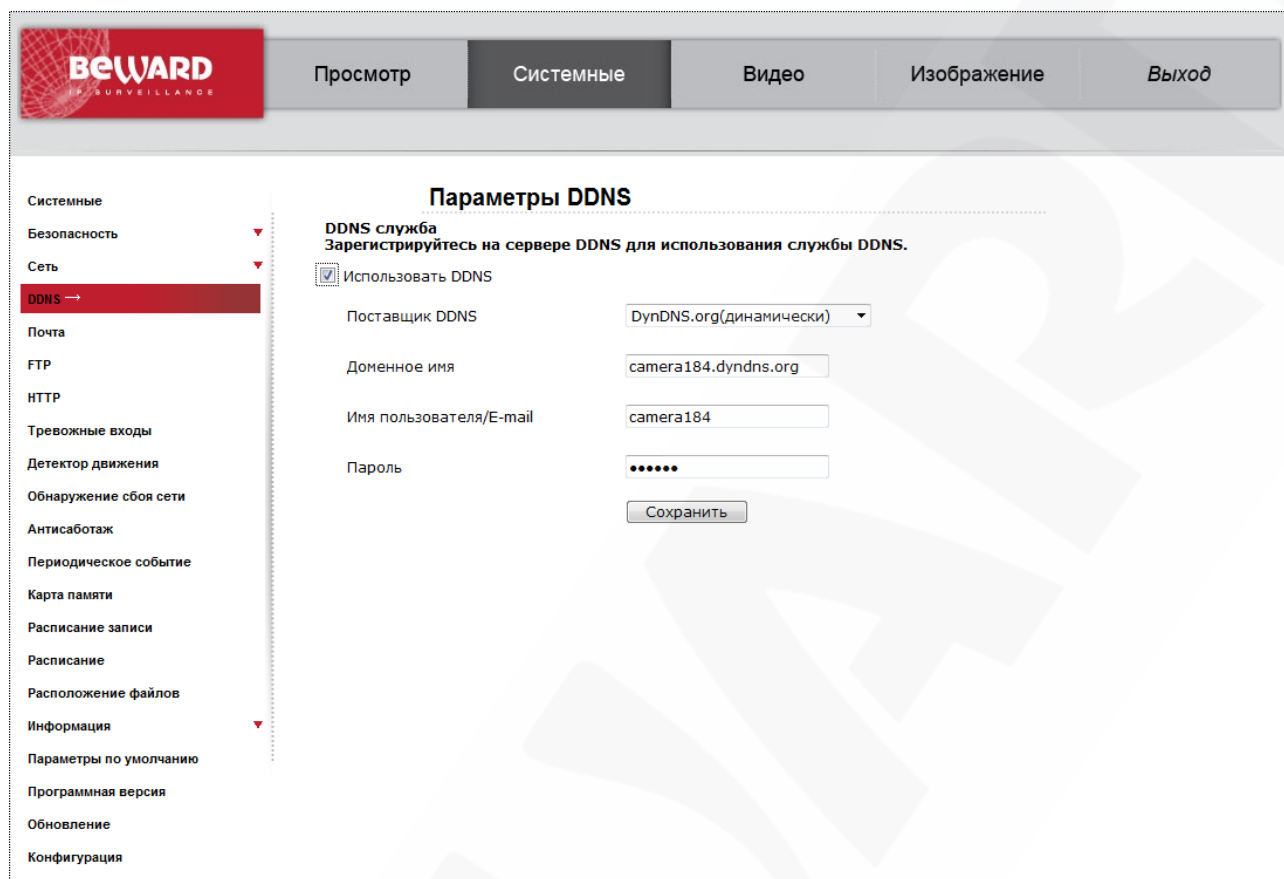 BEWARD
IP SURVEILLANCE
Просмотр
Системные
Видео
Изображение
Выход
Системные
Безопасность
Сеть
DDNS →
Почта
FTP
HTTP
Тревожные входы
Детектор движения
Обнаружение сбоя сети
Антисаботаж
Периодическое событие
Карта памяти
Расписание записи
Расписание
Расположение файлов
Информация
Параметры по умолчанию
Программная версия
Обновление
Конфигурация
Параметры DDNS
DDNS служба
Зарегистрируйтесь на сервере DDNS для использования службы DDNS.
Использовать DDNS
Поставщик DDNS
DynDNS.org(динамически)
Доменное имя
camera184.dyndns.org
Имя пользователя/E-mail
camera184
Пароль
••••••
Сохранить